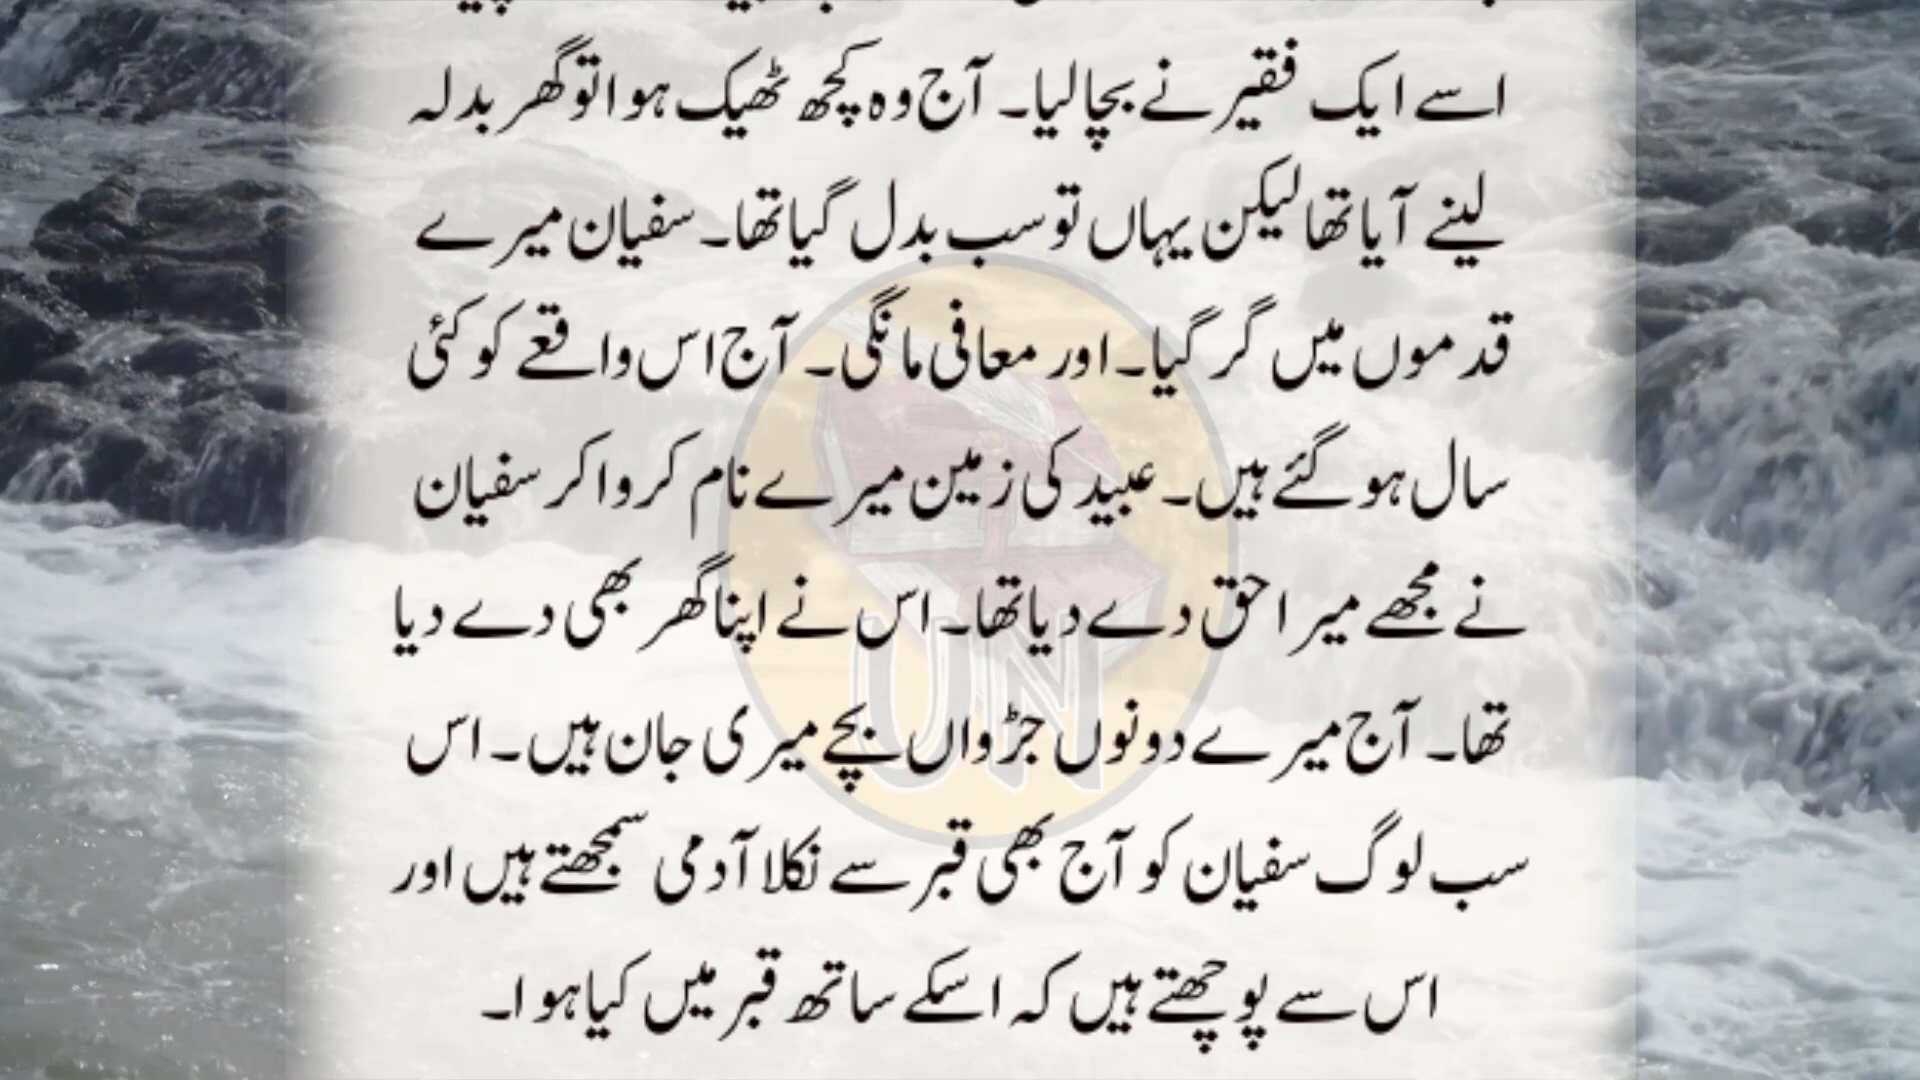 اسے ایک فقیر نے بچا لیا۔ آج وہ کچھ ٹھیک ہوا تو گھر بدلہ
لینے آیا تھا لیکن یہاں تو سب بدل گیا تھا۔ سفیان میرے
قدموں میں گر گیا۔ اور معافی مانگی۔ آج اس واقعے کو کئی
سال ہو گئے ہیں۔ عبید کی زمین میرے نام کروا کر سفیان
نے مجھے میرا حق دے دیا تھا۔ اس نے اپنا گھر بھی دے دیا
تھا۔ آج میرے دونوں جڑواں بچے میری جان ہیں۔ اس
سب لوگ سفیان کو آج بھی قبر سے نکلا آدمی سمجھتے ہیں اور
اس سے پوچھتے ہیں کہ اسکے ساتھ قبر میں کیا ہوا۔
UN